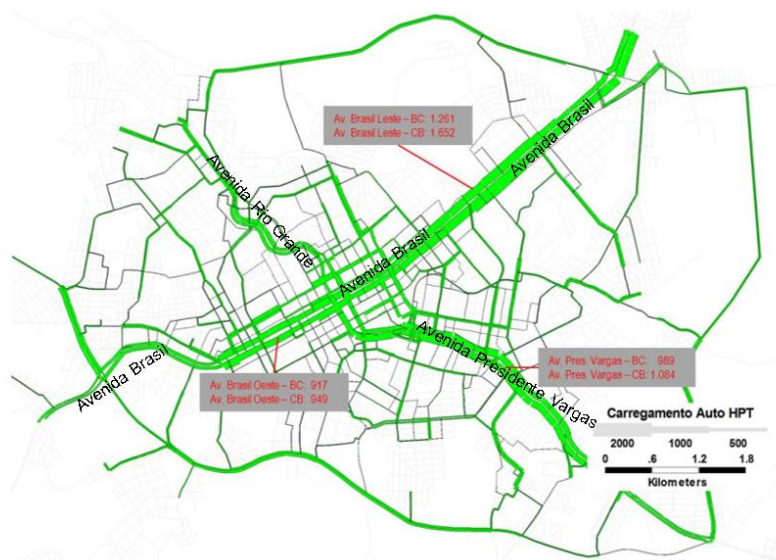 Av. Brasil Leste – BC: 1.261
Av. Brasil Leste – CB: 1.652
Avenida Brasil
Avenida Rio Grande
Avenida Brasil
Avenida Brasil
Av. Brasil Oeste – BC: 917
Av. Brasil Oeste – CB: 949
Avenida Presidente Vargas
Av. Pres. Vargas – BC: 989
Av. Pres. Vargas – CB: 1.084
Carregamento Auto HPT
2000 1000 500
0 .6 1.2 1.8
Kilometers